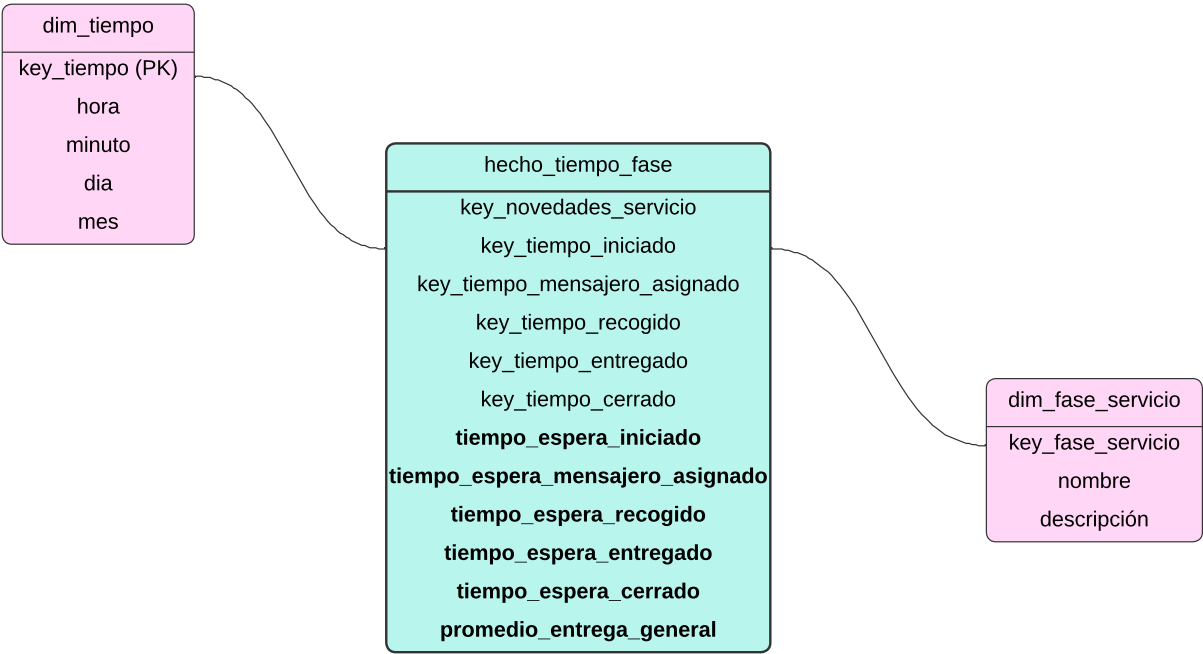 dim_tiempo
key_tiempo (PK)
hora
minuto
dia
mes
hecho_tiempo_fase
key_novedades_servicio
key_tiempo_iniciado
key_tiempo_mensajero_asignado
key_tiempo_recogido
key_tiempo_entregado
key_tiempo_cerrado
tiempo_espera_iniciado
tiempo_espera_mensajero_asignado
tiempo_espera_recogido
tiempo_espera_entregado
tiempo_espera_cerrado
promedio_entrega_general
dim_fase_servicio
key_fase_servicio
nombre
descripción